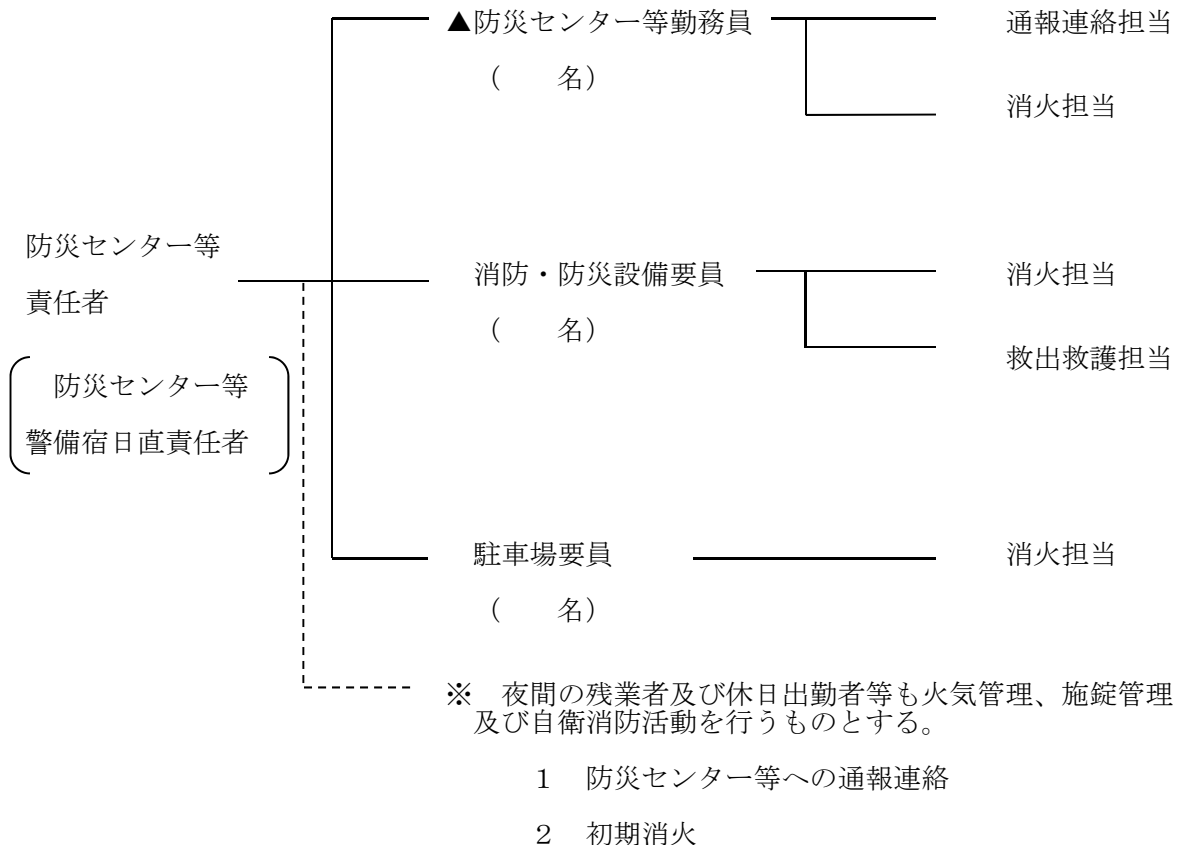 ▲防災センター等勤務員
(　　名)
通報連絡担当
消火担当
防災センター等
責任者
防災センター等
警備宿日直責任者
消防・防災設備要員
(　　名)
消火担当
救出救護担当
駐車場要員
(　　名)
消火担当
※　夜間の残業者及び休日出勤者等も火気管理、施錠管理
及び自衛消防活動を行うものとする。
１　防災センター等への通報連絡
２　初期消火